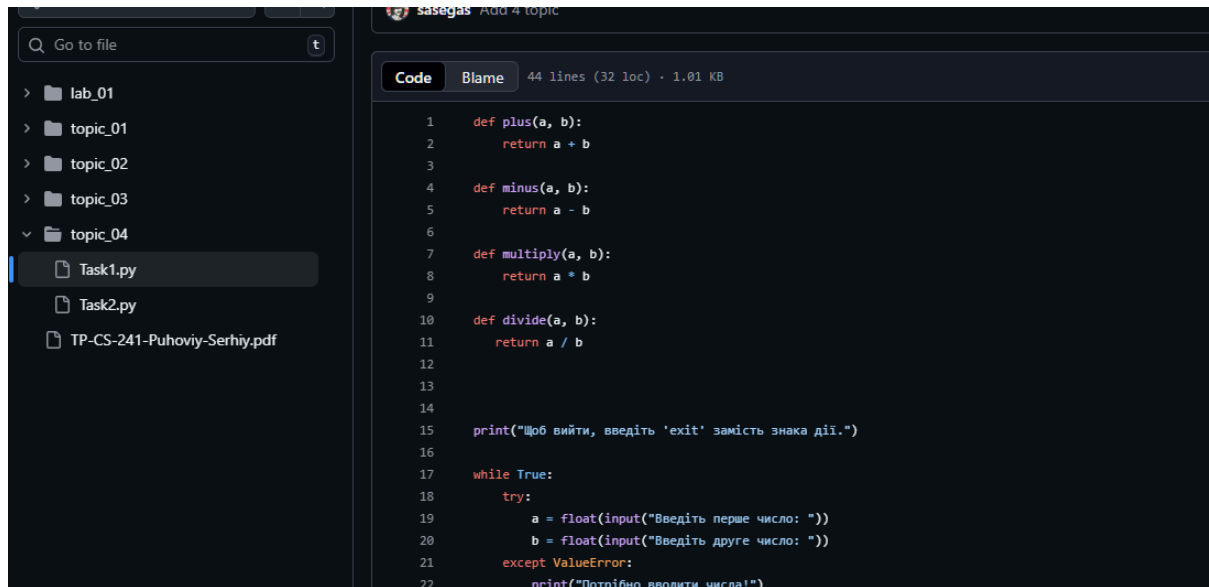 sasegas Add 4 topic
Go to file t
lab_01
topic_01
topic_02
topic_03
topic_04
Task1.py
Task2.py
TP-CS-241-Puhoviy-Serhiy.pdf
Code Blame 44 lines (32 loc) · 1.01 KB
1 def plus(a, b):
2 return a + b
3
4 def minus(a, b):
5 return a - b
6
7 def multiply(a, b):
8 return a * b
9
10 def divide(a, b):
11 return a / b
12
13
14
15 print("Щоб вийти, введіть 'exit' замість знака дії.")
16
17 while True:
18 try:
19 a = float(input("Введіть перше число: "))
20 b = float(input("Введіть друге число: "))
21 except ValueError:
22 print("Потрібно вводити числа!")